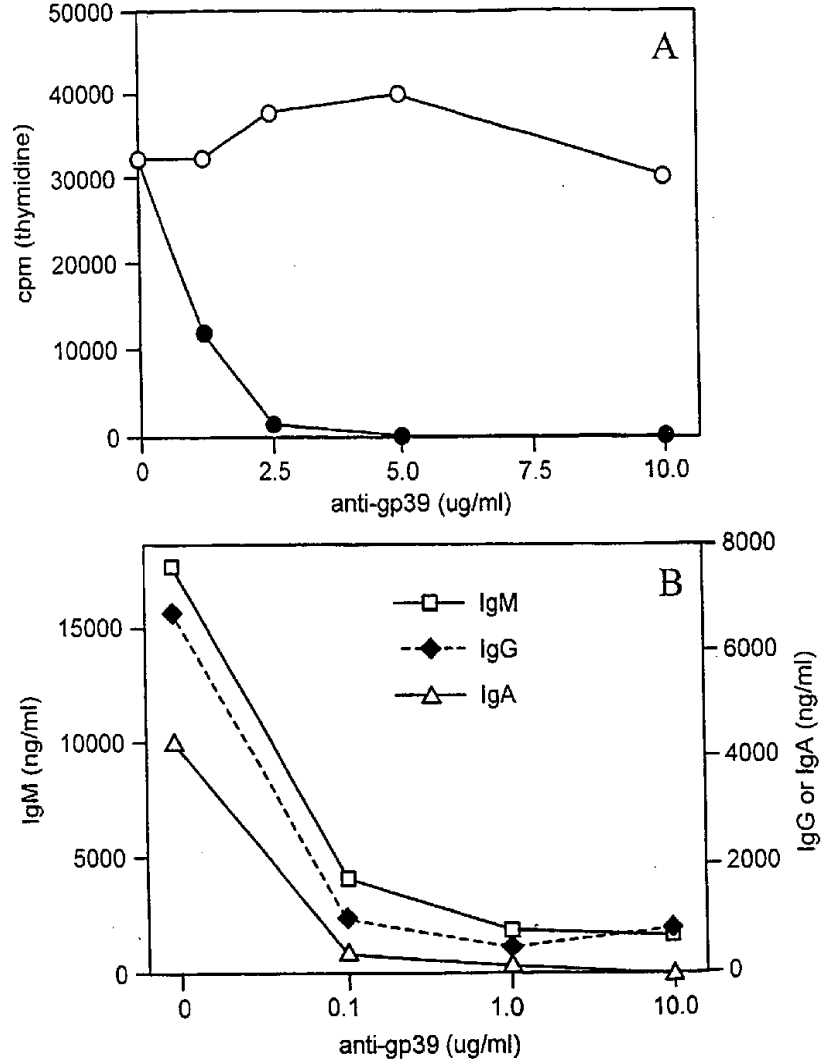 A
50000
40000
30000
20000
10000
0
cpm (thymidine)
0 2.5 5.0 7.5 10.0
anti-gp39 (ug/ml)
B
IgM
IgG
IgA
15000
10000
5000
0
IgM (ng/ml)
8000
6000
4000
2000
0
IgG or IgA (ng/ml)
0 0.1 1.0 10.0
anti-gp39 (ug/ml)